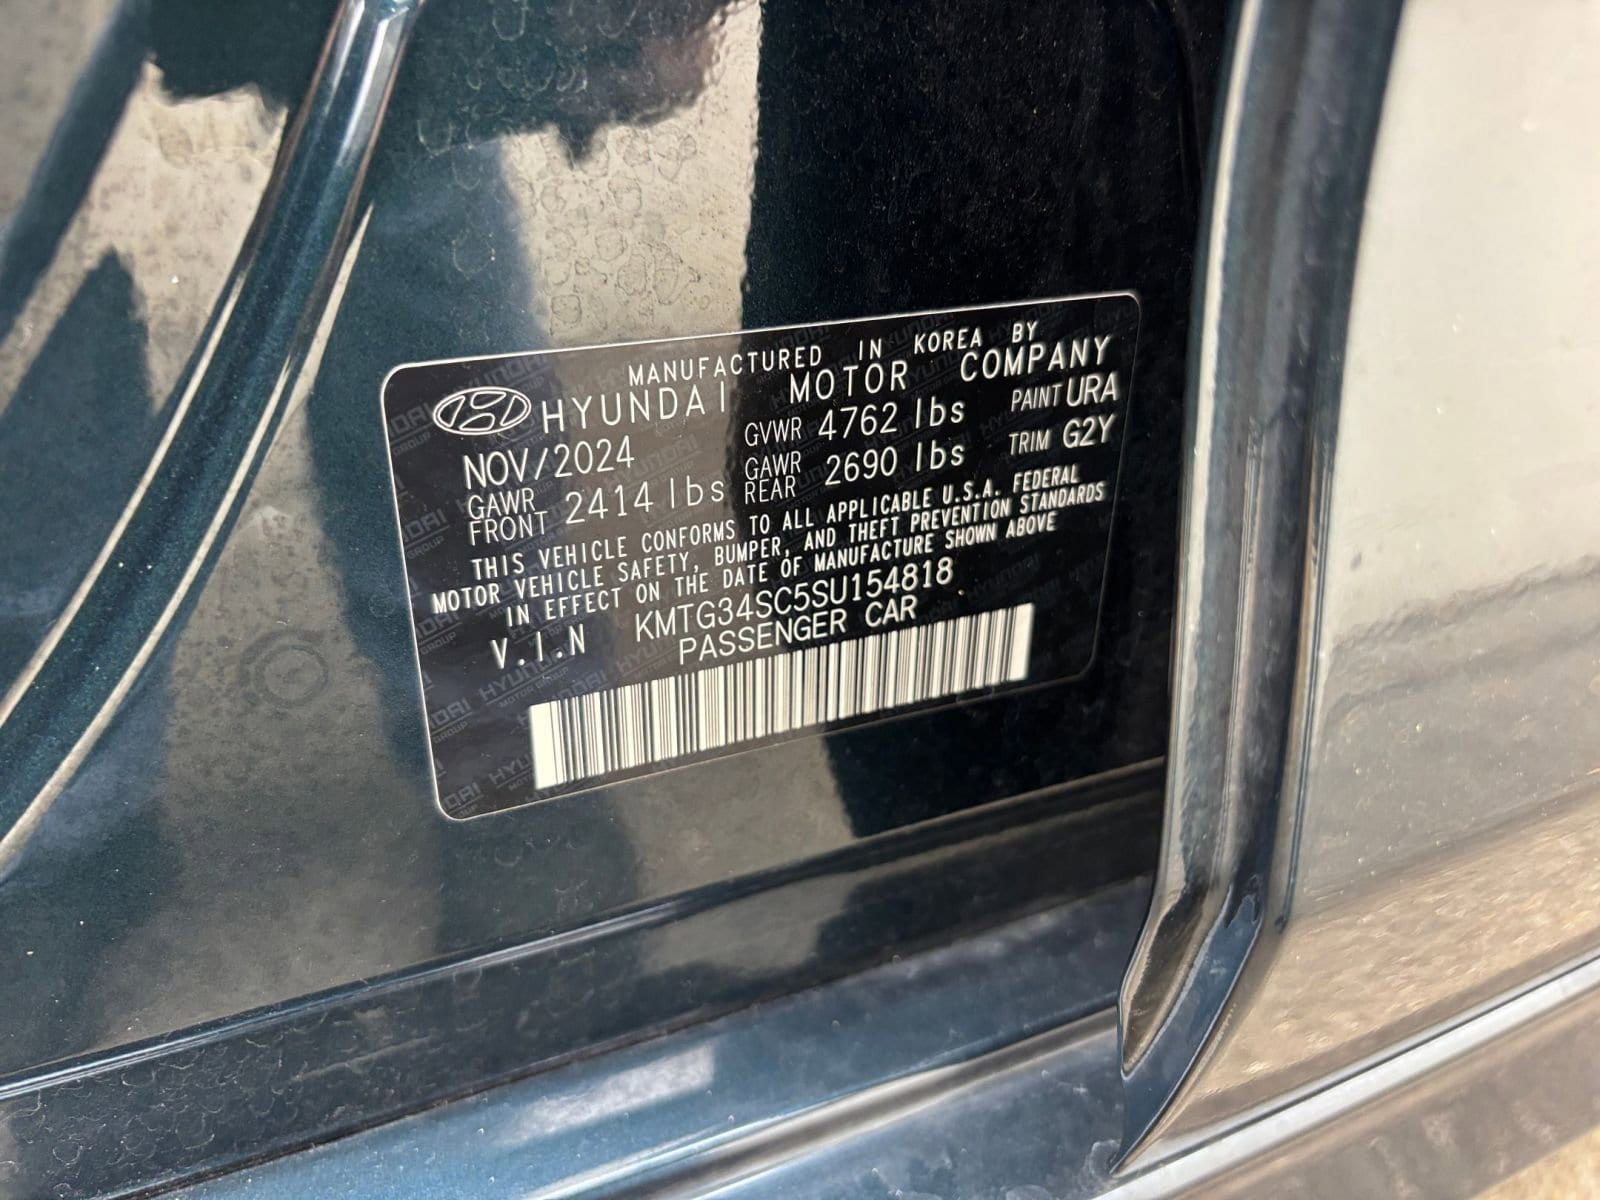 MANUFACTURED IN KOREA BY
HYUNDAI MOTOR COMPANY
NOV/2024 GVWR 4762 lbs PAINT URA
GAWR FRONT 2414 lbs GAWR REAR 2690 lbs TRIM G2Y
THIS VEHICLE CONFORMS TO ALL APPLICABLE U.S.A. FEDERAL
MOTOR VEHICLE SAFETY, BUMPER, AND THEFT PREVENTION STANDARDS
IN EFFECT ON THE DATE OF MANUFACTURE SHOWN ABOVE
V.I.N KMTG34SC5SU154818
PASSENGER CAR